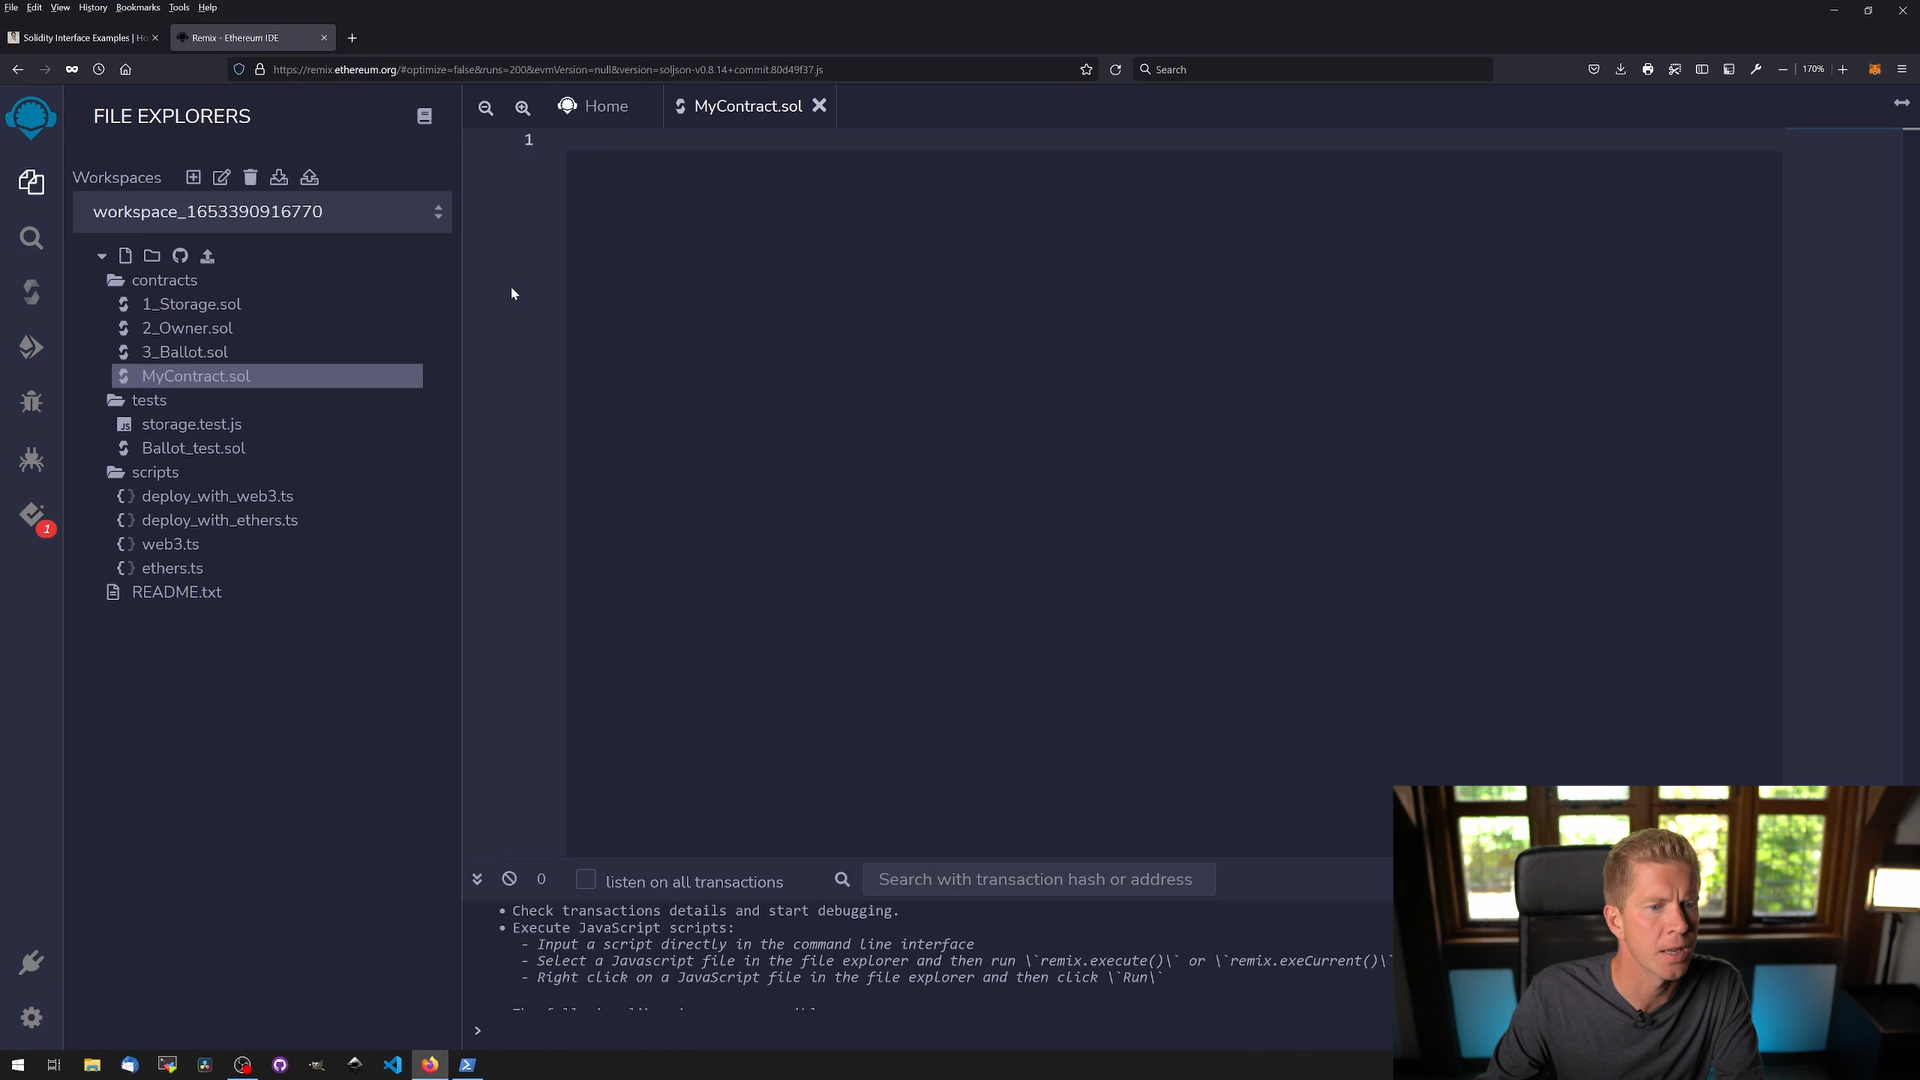 File Edit View History Bookmarks Tools Help
Solidity Interface Examples | Ho
Remix - Ethereum IDE
https://remix.ethereum.org/#optimize=false&runs=200&evmVersion=null&version=soljson-v0.8.14+commit.80d49f37.js
Search
170%
FILE EXPLORERS
Home
MyContract.sol
1
Workspaces
workspace_1653390916770
contracts
1_Storage.sol
2_Owner.sol
3_Ballot.sol
MyContract.sol
tests
JS storage.test.js
Ballot_test.sol
scripts
{} deploy_with_web3.ts
{} deploy_with_ethers.ts
{} web3.ts
{} ethers.ts
README.txt
1
0
listen on all transactions
Search with transaction hash or address
• Check transactions details and start debugging.
• Execute JavaScript scripts:
- Input a script directly in the command line interface
- Select a Javascript file in the file explorer and then run \`remix.execute()\` or \`remix.exeCurrent()\`
- Right click on a JavaScript file in the file explorer and then click \`Run\`
>